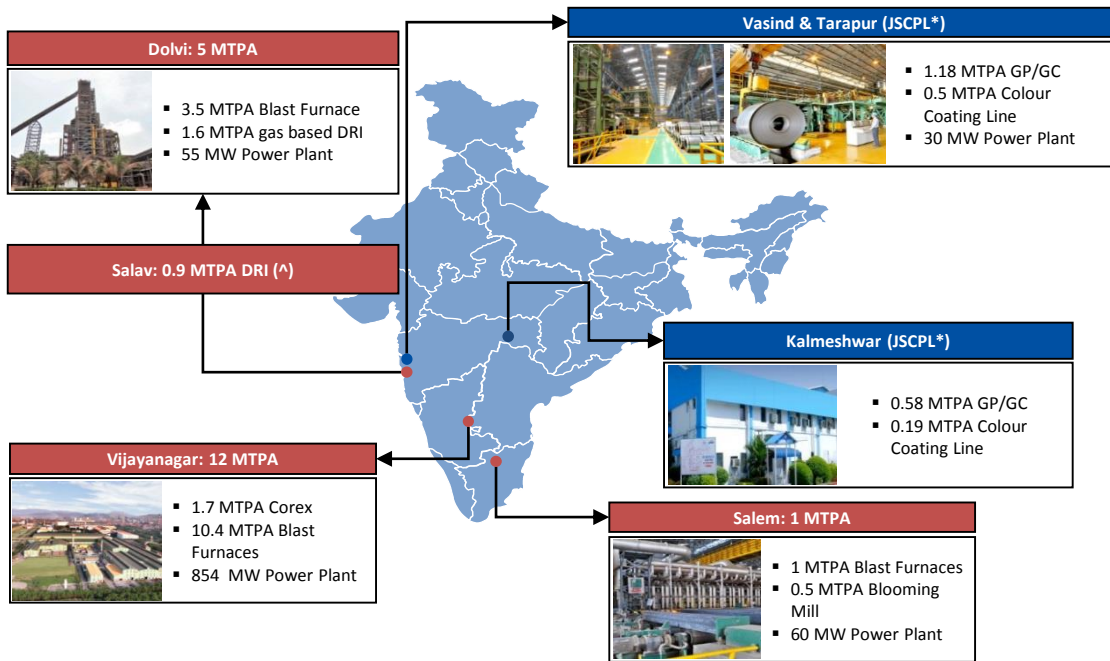 Vasind & Tarapur (JSCPL*)
1.18 MTPA GP/GC
0.5 MTPA Colour
Coating Line
30 MW Power Plant
Dolvi: 5 MTPA
3.5 MTPA Blast Furnace
1.6 MTPA gas based DRI
55 MW Power Plant
Salav: 0.9 MTPA DRI (^)
Kalmeshwar (JSCPL*)
0.58 MTPA GP/GC
0.19 MTPA Colour
Coating Line
Vijayanagar: 12 MTPA
1.7 MTPA Corex
10.4 MTPA Blast
Furnaces
854 MW Power Plant
Salem: 1 MTPA
1 MTPA Blast Furnaces
0.5 MTPA Blooming
Mill
60 MW Power Plant